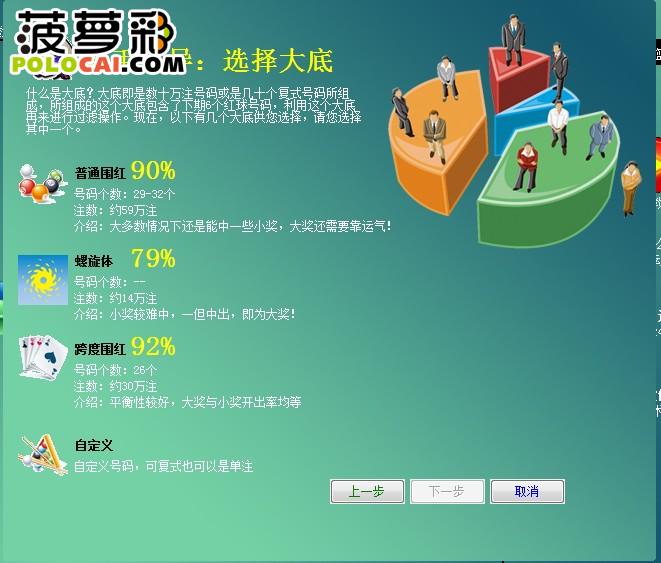 菠萝彩
POLOCAI.COM
导：选择大底
什么是大底？大底即是数十万注号码或是几十个复式号码所组
成，所组成的这个大底包含了下期6个红球号码，利用这个大底
再来进行过滤操作。现在，以下有几个大底供您选择，请您选择
其中一个。
普通围红 90%
号码个数：29-32个
注数：约59万注
介绍：大多数情况下还是能中一些小奖，大奖还需要靠运气！
螺旋体 79%
号码个数：--
注数：约14万注
介绍：小奖较难中，一但中出，即为大奖！
跨度围红 92%
号码个数：26个
注数：约30万注
介绍：平衡性较好，大奖与小奖开出率均等
自定义
自定义号码，可复式也可以是单注
上一步 下一步 取消